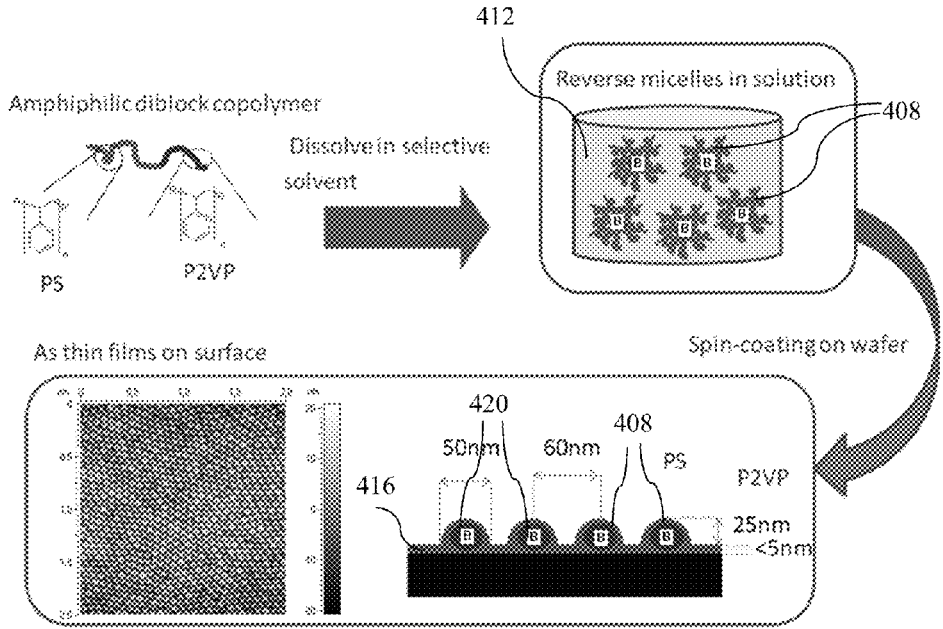 412
Reverse micelles in solution
408
B
B
B
B
B
Amphiphilic diblock copolymer
Dissolve in selective
solvent
PS
P2VP
Spin-coating on wafer
As thin films on surface
420
408
50nm
60nm
PS
P2VP
416
25nm
<5nm
B
B
B
B